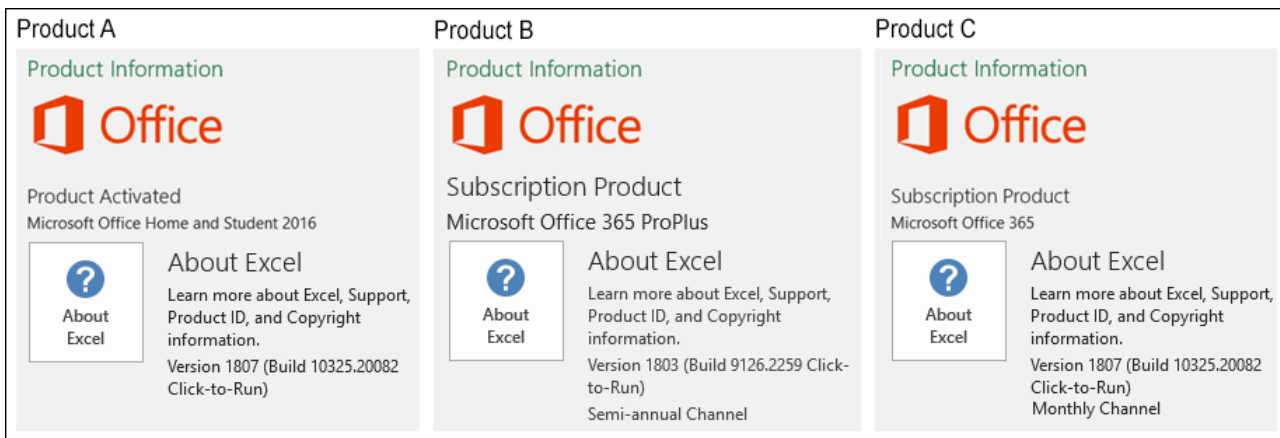 Product A
Product Information
Office
Product Activated
Microsoft Office Home and Student 2016
?
About
Excel
About Excel
Learn more about Excel, Support,
Product ID, and Copyright
information.
Version 1807 (Build 10325.20082
Click-to-Run)
Product B
Product Information
Office
Subscription Product
Microsoft Office 365 ProPlus
?
About
Excel
About Excel
Learn more about Excel, Support,
Product ID, and Copyright
information.
Version 1803 (Build 9126.2259 Click-
to-Run)
Semi-annual Channel
Product C
Product Information
Office
Subscription Product
Microsoft Office 365
?
About
Excel
About Excel
Learn more about Excel, Support,
Product ID, and Copyright
information.
Version 1807 (Build 10325.20082
Click-to-Run)
Monthly Channel